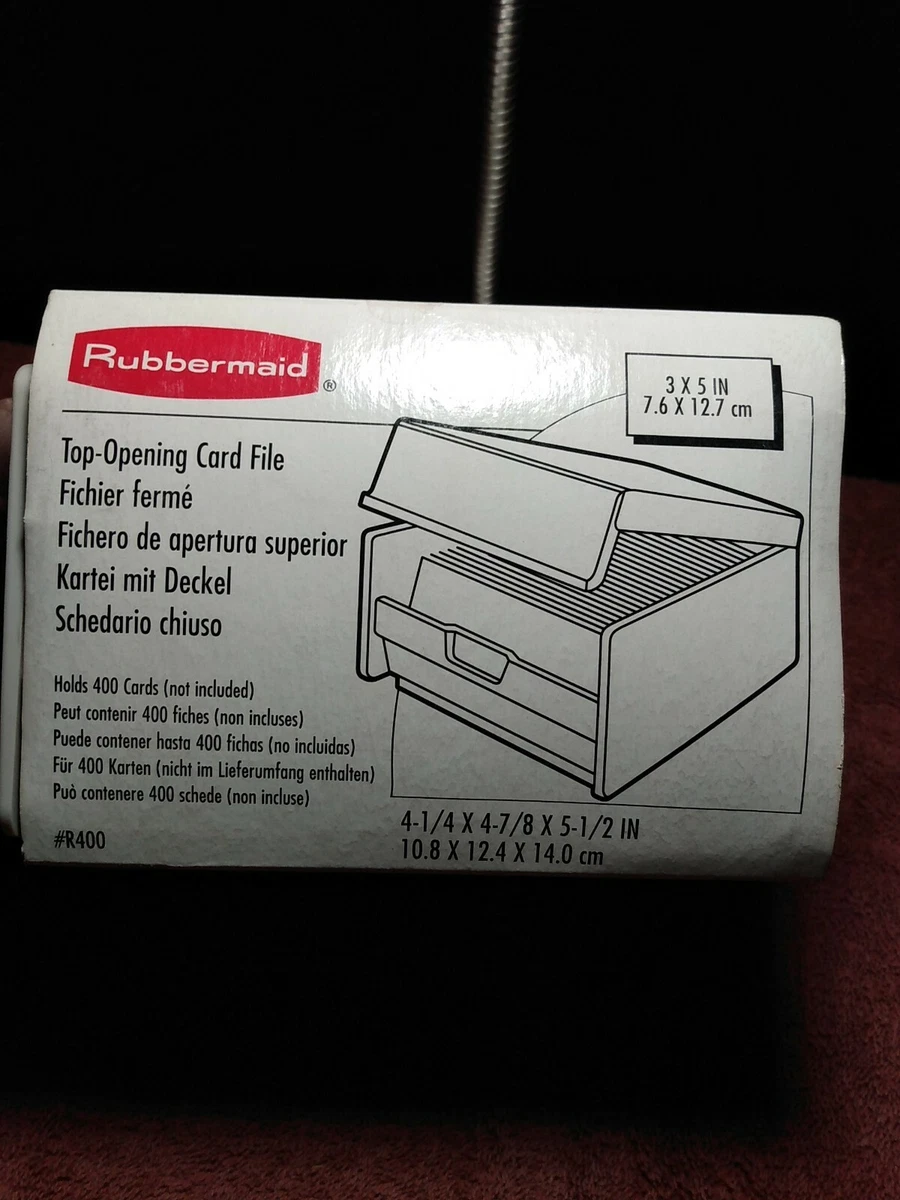 Rubbermaid®
3 X 5 IN
7.6 X 12.7 cm
Top-Opening Card File
Fichier fermé
Fichero de apertura superior
Kartei mit Deckel
Schedario chiuso
Holds 400 Cards (not included)
Peut contenir 400 fiches (non incluses)
Puede contener hasta 400 fichas (no incluidas)
Für 400 Karten (nicht im Lieferumfang enthalten)
Può contenere 400 schede (non incluse)
#R400
4-1/4 X 4-7/8 X 5-1/2 IN
10.8 X 12.4 X 14.0 cm